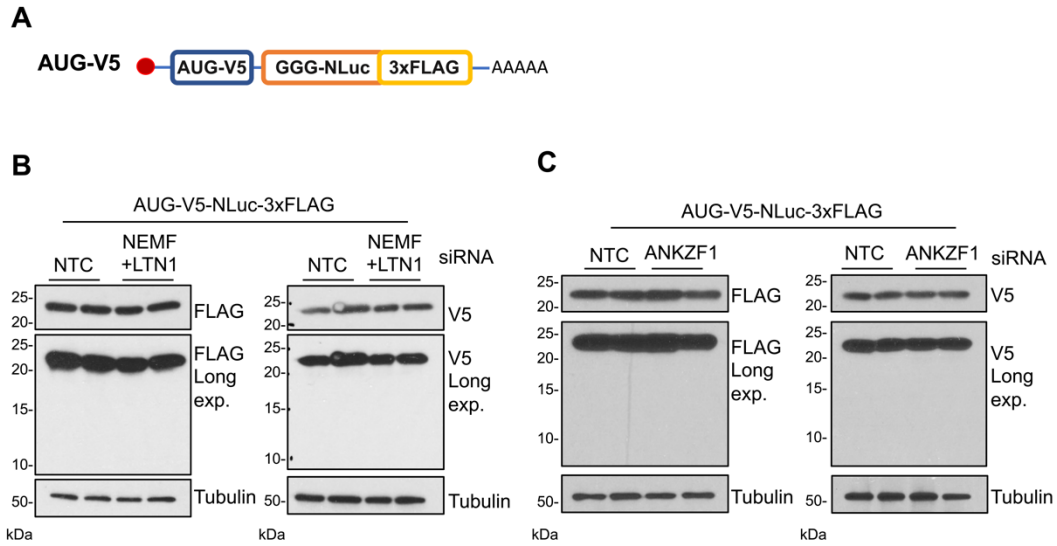 A
AUG-V5 AUG-V5 GGG-NLuc 3xFLAG AAAAA
B
AUG-V5-NLuc-3xFLAG
NTC NEMF +LTN1 NTC NEMF +LTN1 siRNA
25- 20- FLAG 25- 20- V5
25- 20- 15- 10- FLAG Long exp. 25- 20- 15- 10- V5 Long exp.
50- Tubulin 50- Tubulin
kDa kDa
C
AUG-V5-NLuc-3xFLAG
NTC ANKZF1 NTC ANKZF1 siRNA
25- 20- FLAG 25- 20- V5
25- 20- 15- 10- FLAG Long exp. 25- 20- 15- 10- V5 Long exp.
50- Tubulin 50- Tubulin
kDa kDa